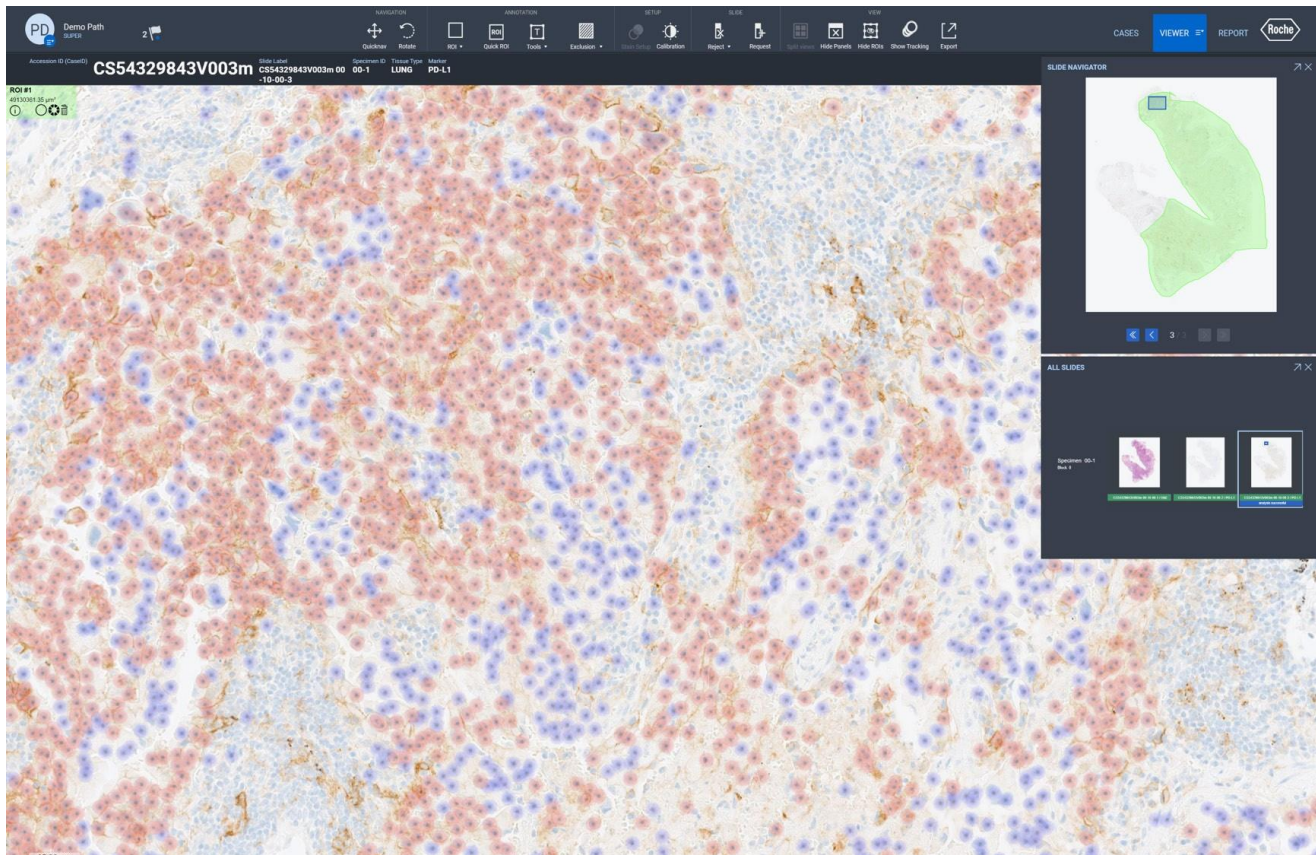 PD
Demo Path
SUPER
2
NAVIGATION
Quicknav
Rotate
ANNOTATION
ROI
ROI
Quick ROI
T
Tools
Exclusion
SETUP
Stain Setup
Calibration
SLIDE
Reject
Request
VIEW
Split viewer
Hide Panels
Hide ROIs
Show Tracking
Export
CASES
VIEWER
REPORT
Roche
Accession ID (CaseID)
CS54329843V003m
Slide Label
CS54329843V003m 00
-10-00-3
Specimen ID
00-1
Tissue Type
LUNG
Marker
PD-L1
ROI #1
SLIDE NAVIGATOR
3
ALL SLIDES
Specimen 00-1